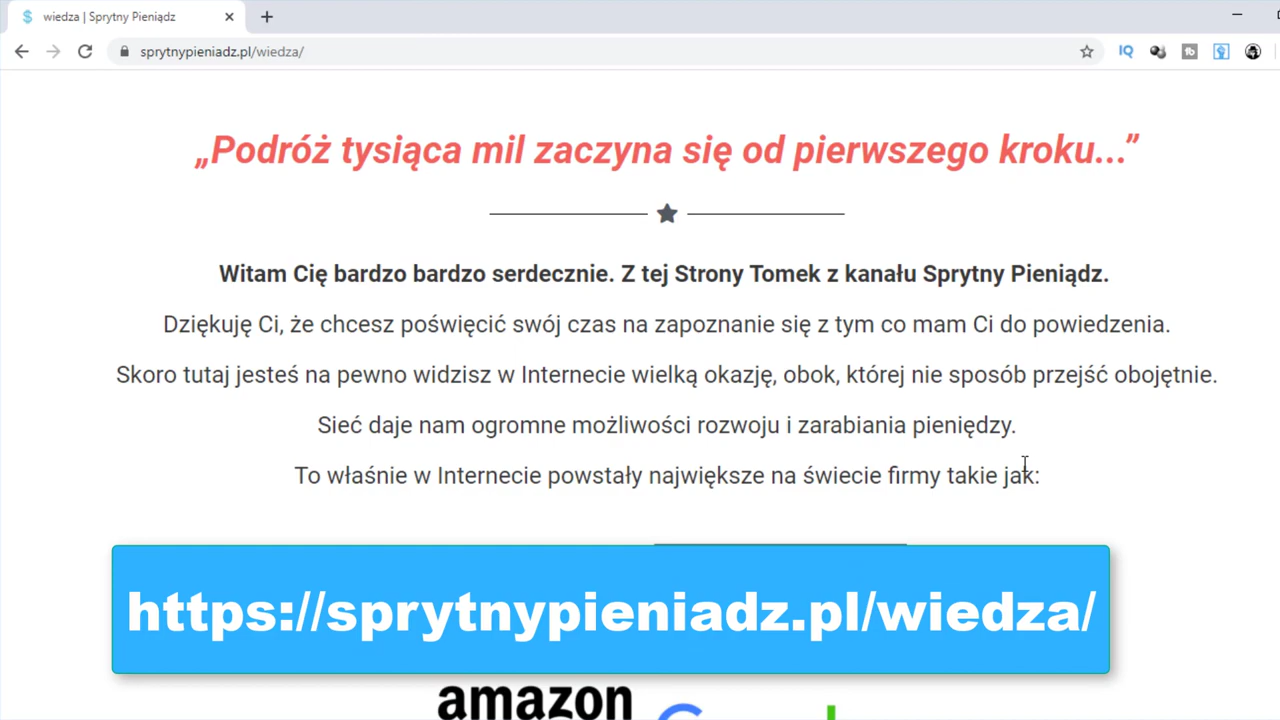 wiedza | Sprytny Pieniądz
sprytnypieniadz.pl/wiedza/
„Podróż tysiąca mil zaczyna się od pierwszego kroku...”
Witam Cię bardzo bardzo serdecznie. Z tej Strony Tomek z kanału Sprytny Pieniądz.
Dziękuję Ci, że chcesz poświęcić swój czas na zapoznanie się z tym co mam Ci do powiedzenia.
Skoro tutaj jesteś na pewno widzisz w Internecie wielką okazję, obok, której nie sposób przejść obojętnie.
Sieć daje nam ogromne możliwości rozwoju i zarabiania pieniędzy.
To właśnie w Internecie powstały największe na świecie firmy takie jak:
https://sprytnypieniadz.pl/wiedza/
amazon